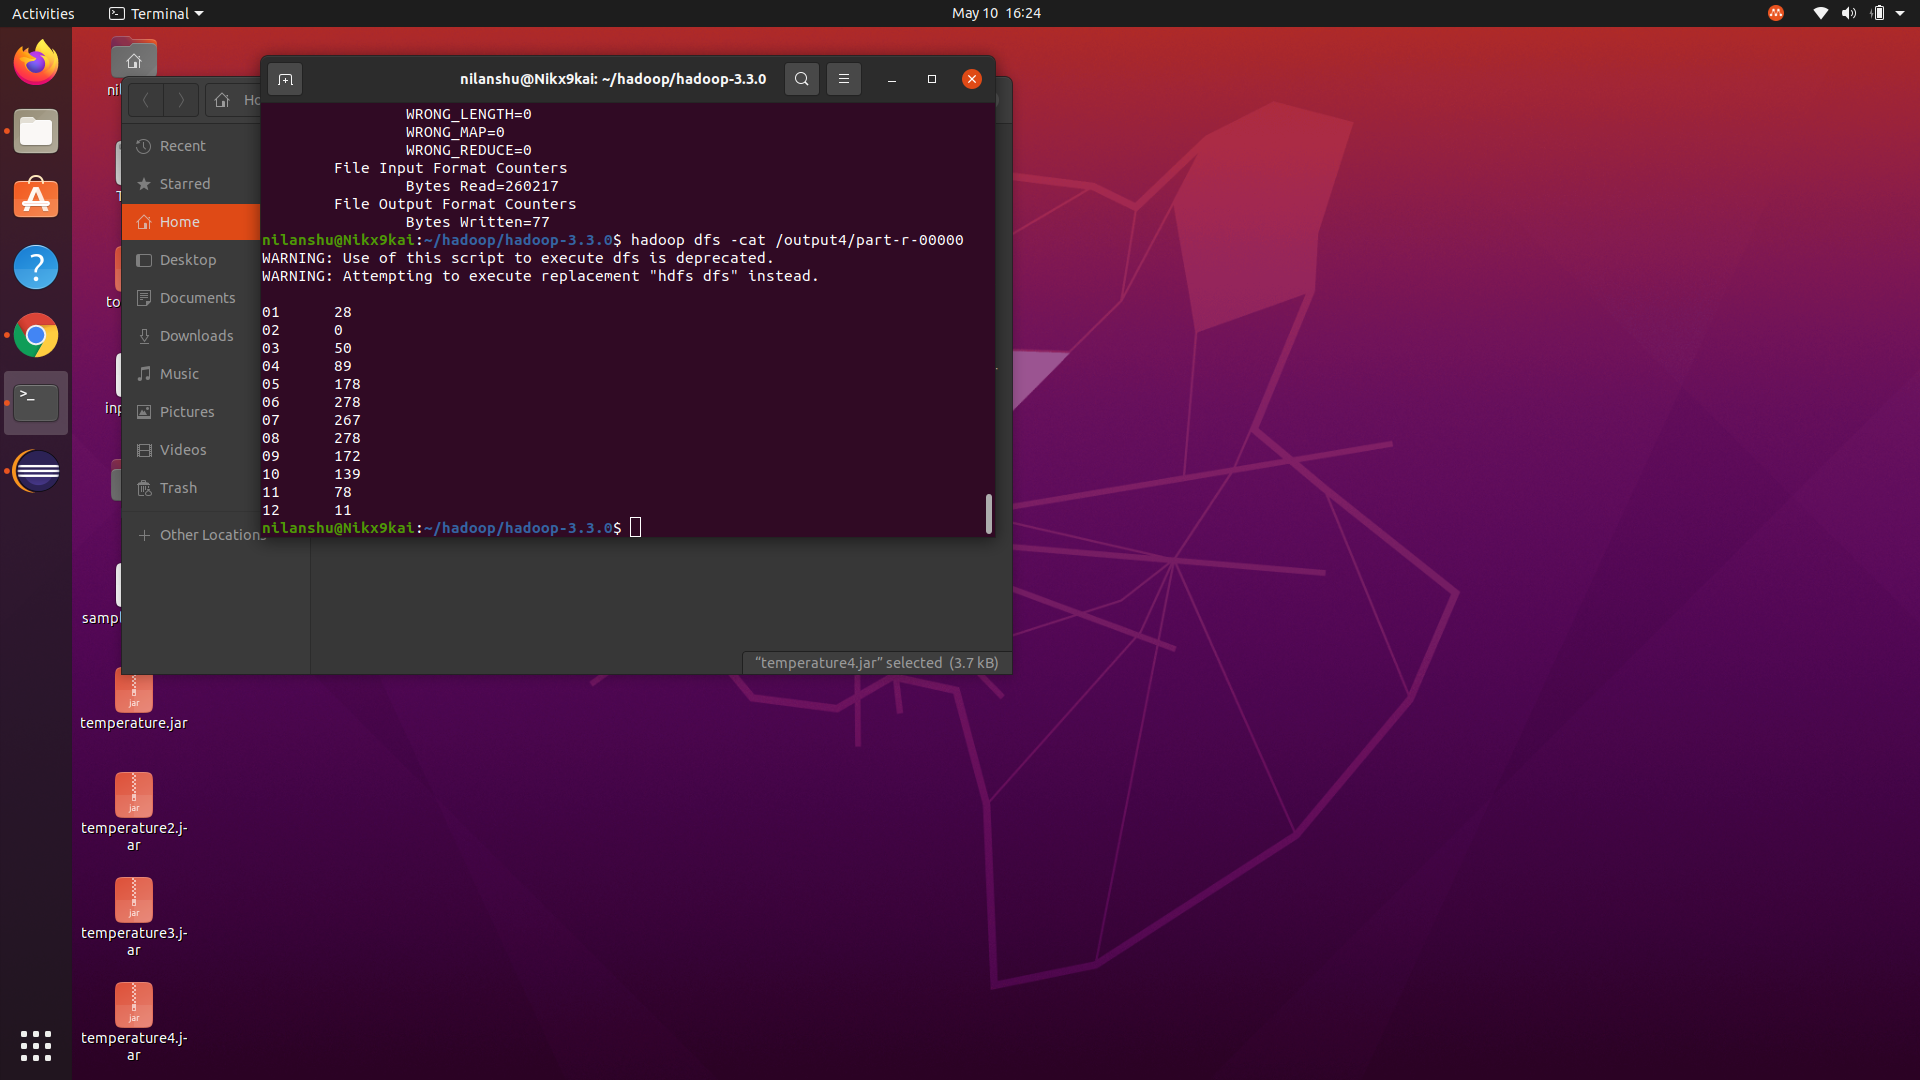 Activities
Terminal
May 10 16:24
nilanshu@Nikx9kai: ~/hadoop/hadoop-3.3.0
WRONG_LENGTH=0
WRONG_MAP=0
WRONG_REDUCE=0
File Input Format Counters
Bytes Read=260217
File Output Format Counters
Bytes Written=77
nilanshu@Nikx9kai:~/hadoop/hadoop-3.3.0$ hadoop dfs -cat /output4/part-r-00000
WARNING: Use of this script to execute dfs is deprecated.
WARNING: Attempting to execute replacement "hdfs dfs" instead.
01 28
02 0
03 50
04 89
05 178
06 278
07 267
08 278
09 172
10 139
11 78
12 11
nilanshu@Nikx9kai:~/hadoop/hadoop-3.3.0$
Recent
Starred
Home
Desktop
Documents
Downloads
Music
Pictures
Videos
Trash
Other Locations
“temperature4.jar” selected (3.7 kB)
jar
temperature.jar
jar
temperature2.j-
ar
jar
temperature3.j-
ar
jar
temperature4.j-
ar